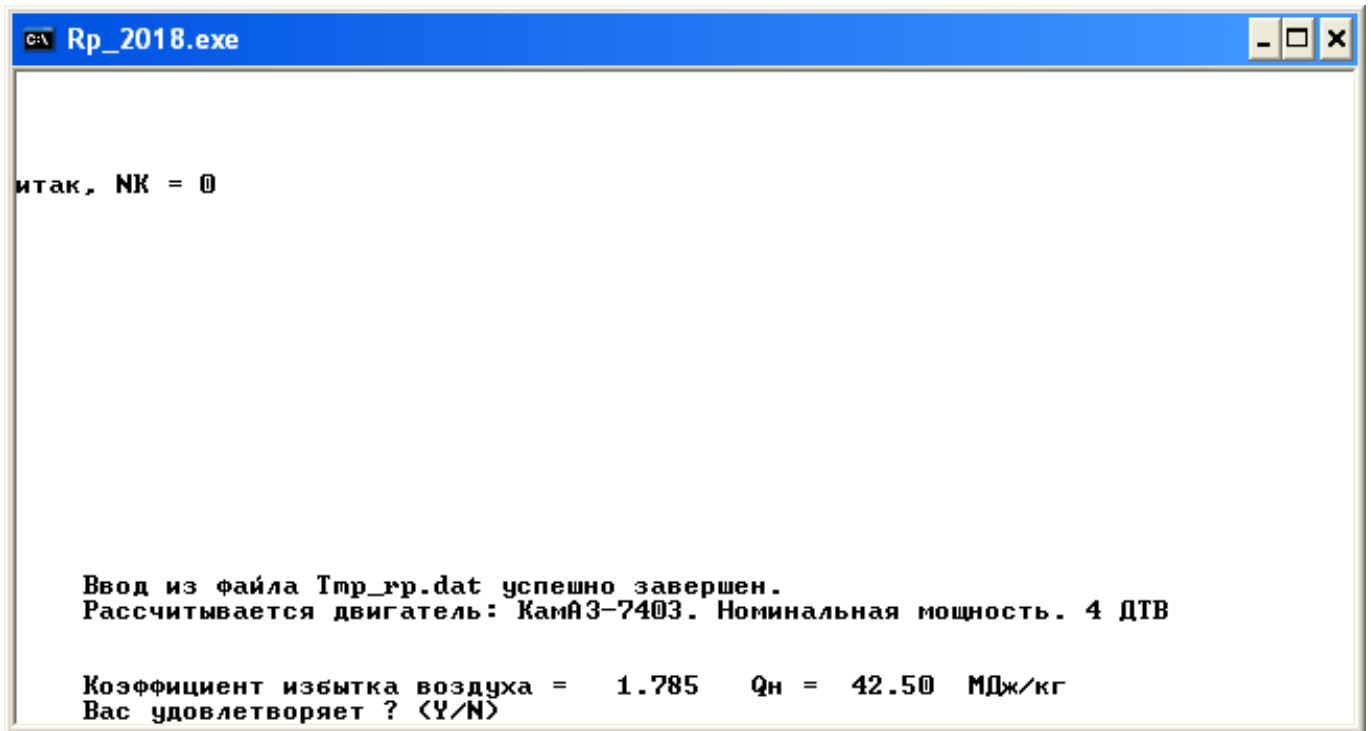 Rp_2018.exe
итак, NK = 0
Ввод из файла Tmp_rp.dat успешно завершен.
Рассчитывается двигатель: КамАЗ-7403. Номинальная мощность. 4 ДТВ
Коэффициент избытка воздуха = 1.785 Qн = 42.50 МДж/кг
Вас удовлетворяет ? (Y/N)